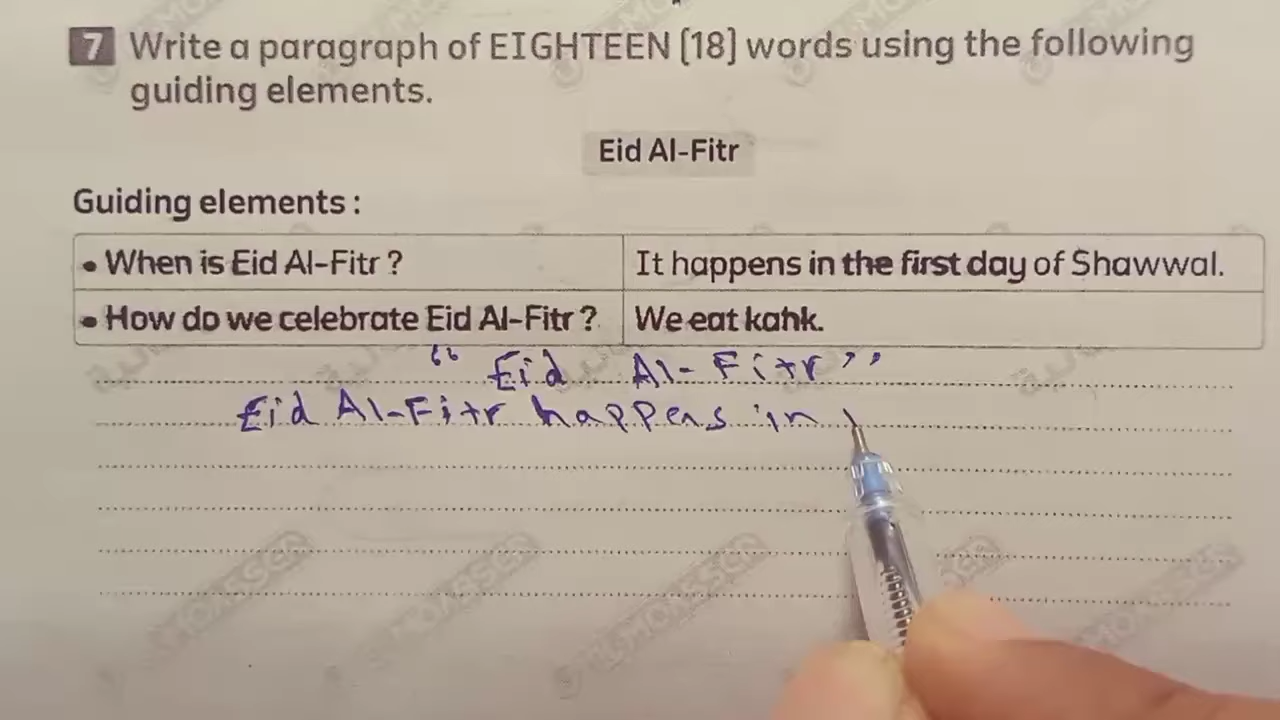 7 Write a paragraph of EIGHTEEN (18) words using the following
guiding elements.
Eid Al-Fitr
Guiding elements :
• When is Eid Al-Fitr ? It happens in the first day of Shawwal.
• How do we celebrate Eid Al-Fitr ? We eat kahk.
“ Eid Al-Fitr ”
Eid Al-Fitr happens in